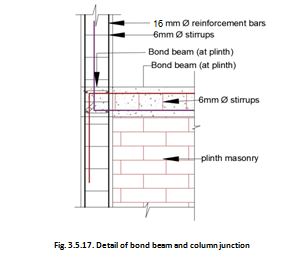 16 mm Ø reinforcement bars
6mm Ø stirrups
Bond beam (at plinth)
Bond beam (at plinth)
6mm Ø stirrups
plinth masonry
Fig. 3.5.17. Detail of bond beam and column junction